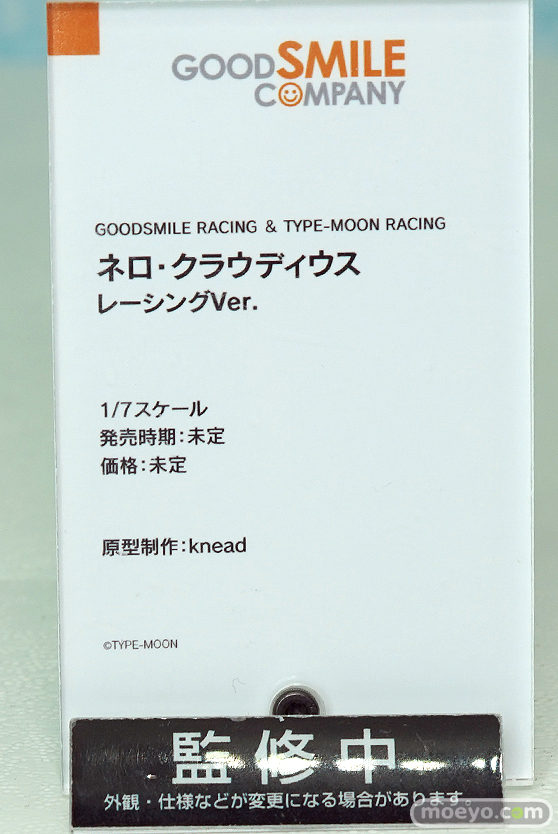 GOODSMILE
COMPANY
GOODSMILE RACING & TYPE-MOON RACING
ネロ・クラウディウス
レーシングVer.
1/7スケール
発売時期:未定
価格:未定
原型制作:knead
©TYPE-MOON
監修中
外観・仕様などが変更になる場合があります。
moeyo.com